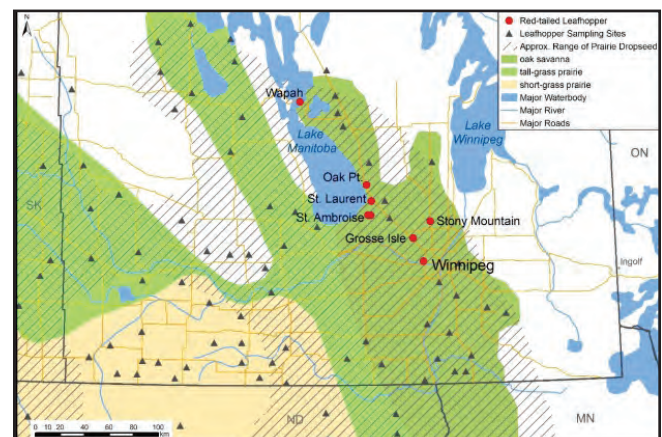 N
Red-tailed Leafhopper
Leafhopper Sampling Sites
Approx. Range of Prairie Dropseed
oak savanna
tall-grass prairie
short-grass prairie
Major Waterbody
Major River
Major Roads
Wapah
Lake
Manitoba
Lake
Winnipeg
ON
Oak Pt.
SK
St. Laurent
St. Ambroise
Stony Mountain
Grosse Isle
Winnipeg
Ingolf
ND
MN
0 10 20 40 60 80 100
km